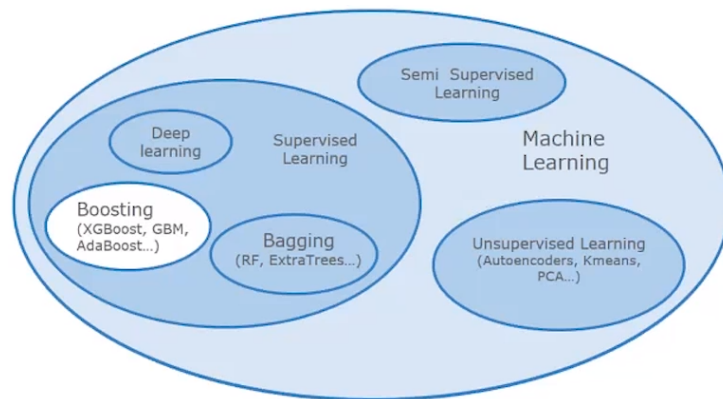 Semi Supervised
Learning
Deep
learning
Supervised
Learning
Machine
Learning
Boosting
(XGBoost, GBM,
AdaBoost...)
Bagging
(RF, ExtraTrees...)
Unsupervised Learning
(Autoencoders, Kmeans,
PCA...)